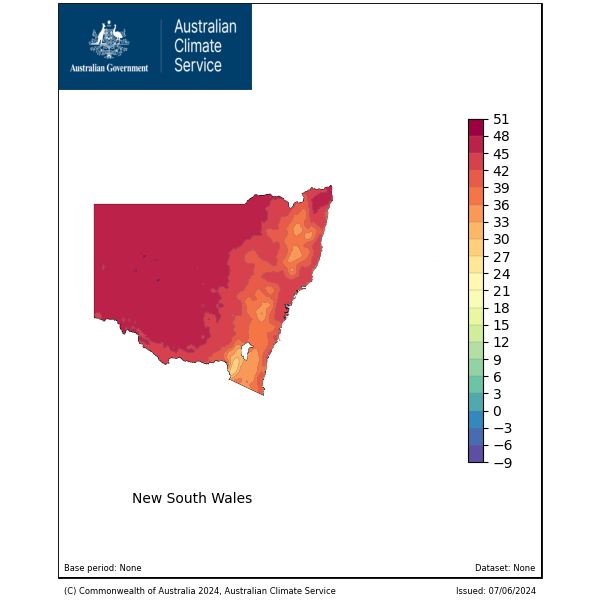 Australian Government
Australian
Climate
Service
51
48
45
42
39
36
33
30
27
24
21
18
15
12
9
6
3
0
−3
−6
−9
New South Wales
Base period: None
Dataset: None
(C) Commonwealth of Australia 2024, Australian Climate Service
Issued: 07/06/2024